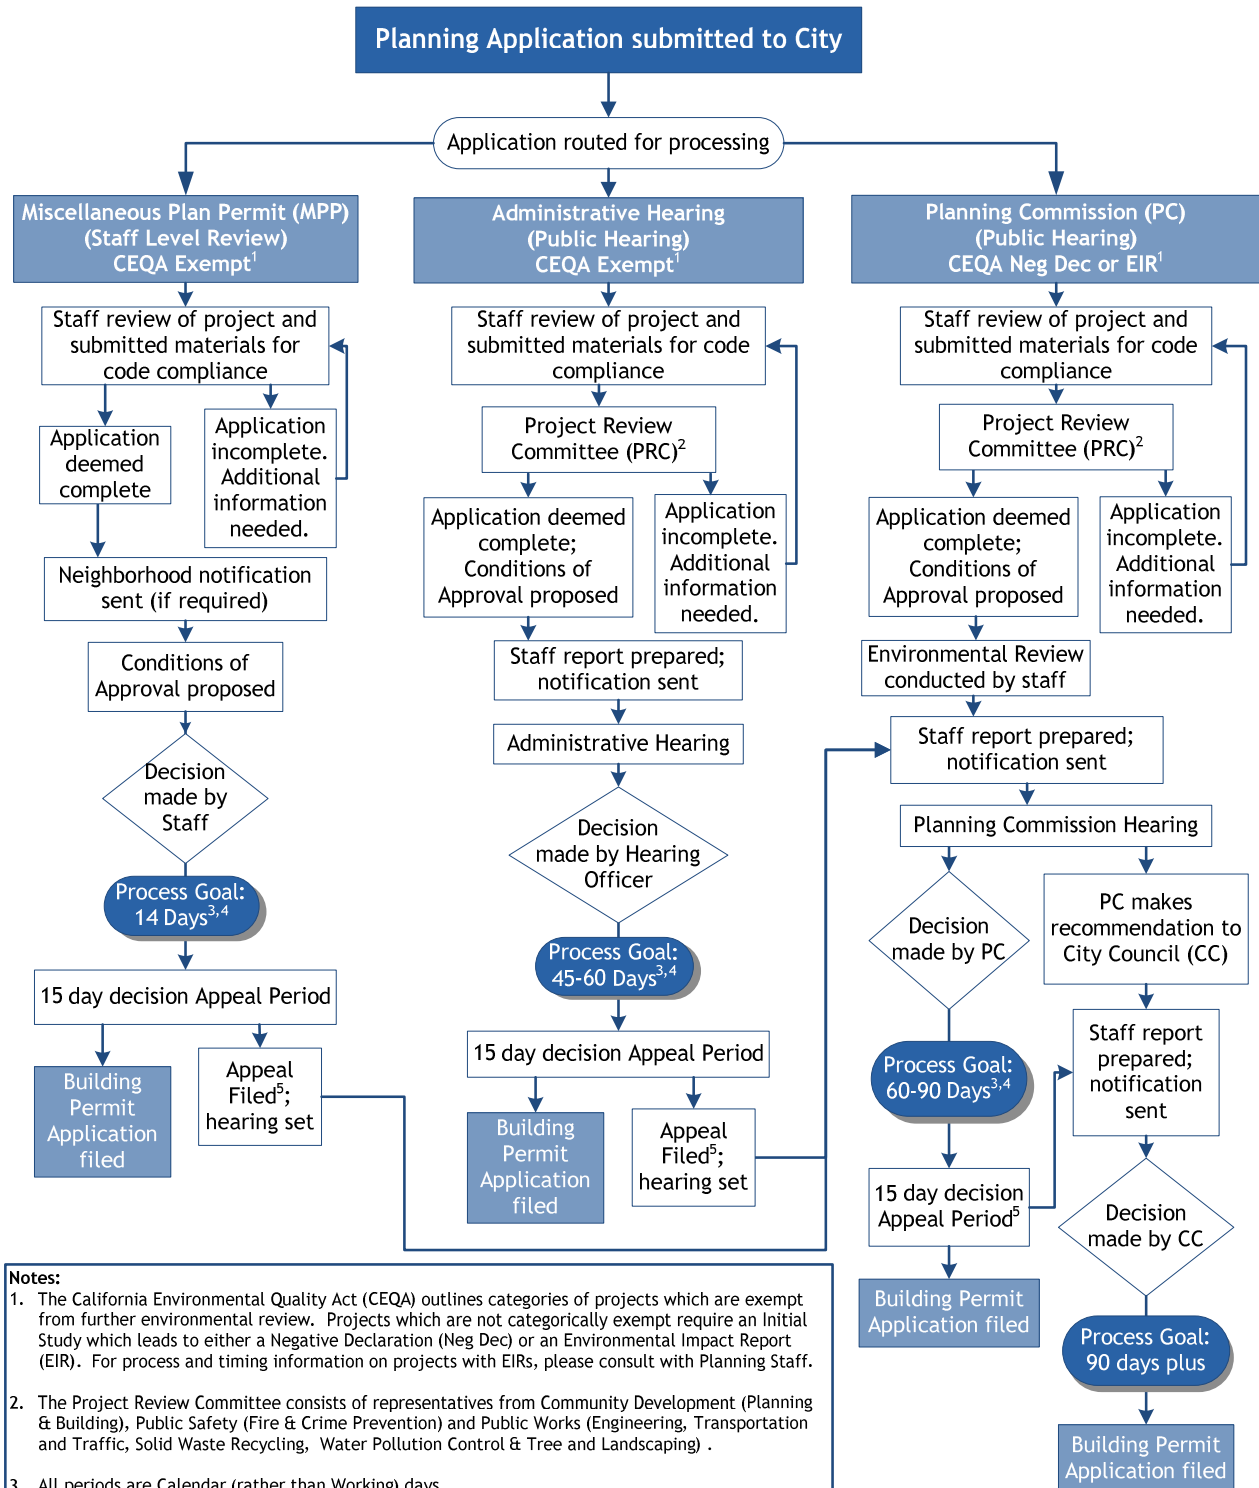 Planning Application submitted to City
Application routed for processing
Miscellaneous Plan Permit (MPP)
(Staff Level Review)
CEQA Exempt1
Staff review of project and
submitted materials for
code compliance
Application
deemed
complete
Application
incomplete.
Additional
information
needed.
Neighborhood notification
sent (if required)
Conditions of
Approval proposed
Decision
made by
Staff
Process Goal:
14 Days3,4
15 day decision Appeal Period
Building
Permit
Application
filed
Appeal
Filed5;
hearing set
Administrative Hearing
(Public Hearing)
CEQA Exempt1
Staff review of project and
submitted materials for code
compliance
Project Review
Committee (PRC)2
Application deemed
complete;
Conditions of
Approval proposed
Application
incomplete.
Additional
information
needed.
Staff report prepared;
notification sent
Administrative Hearing
Decision
made by Hearing
Officer
Process Goal:
45-60 Days3,4
15 day decision Appeal Period
Building
Permit
Application
filed
Appeal
Filed5;
hearing set
Planning Commission (PC)
(Public Hearing)
CEQA Neg Dec or EIR1
Staff review of project and
submitted materials for code
compliance
Project Review
Committee (PRC)2
Application deemed
complete;
Conditions of
Approval proposed
Application
incomplete.
Additional
information
needed.
Environmental Review
conducted by staff
Staff report prepared;
notification sent
Planning Commission Hearing
Decision
made by PC
Process Goal:
60-90 Days3,4
15 day decision
Appeal Period5
Building Permit
Application filed
PC makes
recommendation to
City Council (CC)
Staff report
prepared;
notification
sent
Decision
made by CC
Process Goal:
90 days plus
Building Permit
Application filed
Notes:
1. The California Environmental Quality Act (CEQA) outlines categories of projects which are exempt
from further environmental review. Projects which are not categorically exempt require an Initial
Study which leads to either a Negative Declaration (Neg Dec) or an Environmental Impact Report
(EIR). For process and timing information on projects with EIRs, please consult with Planning Staff.
2. The Project Review Committee consists of representatives from Community Development (Planning
& Building), Public Safety (Fire & Crime Prevention) and Public Works (Engineering, Transportation
and Traffic, Solid Waste Recycling, Water Pollution Control & Tree and Landscaping) .
3. All periods are Calendar (rather than Working) days